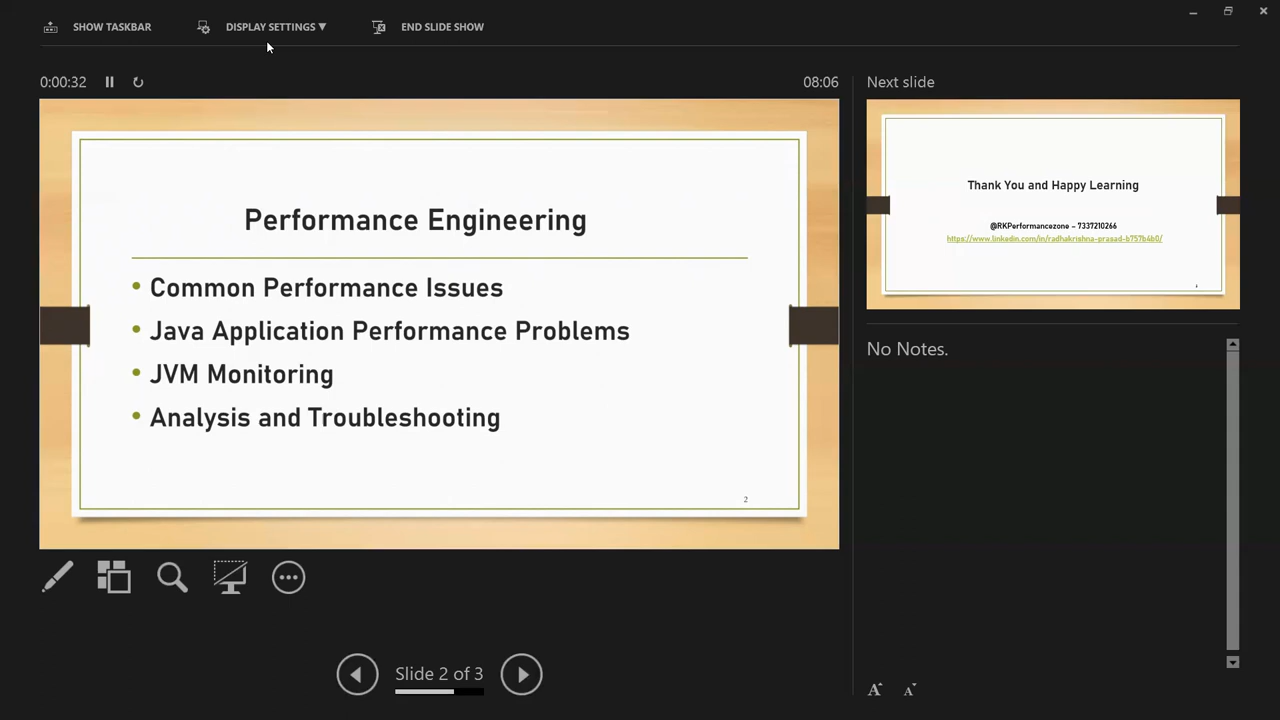 SHOW TASKBAR
DISPLAY SETTINGS ▼
END SLIDE SHOW
0:00:32
08:06
Performance Engineering
• Common Performance Issues
• Java Application Performance Problems
• JVM Monitoring
• Analysis and Troubleshooting
2
Next slide
Thank You and Happy Learning
@RKPerformancezone – 7337210266
https://www.linkedin.com/in/radhakrishna-prasad-b757b4b0/
4
No Notes.
Slide 2 of 3
A A